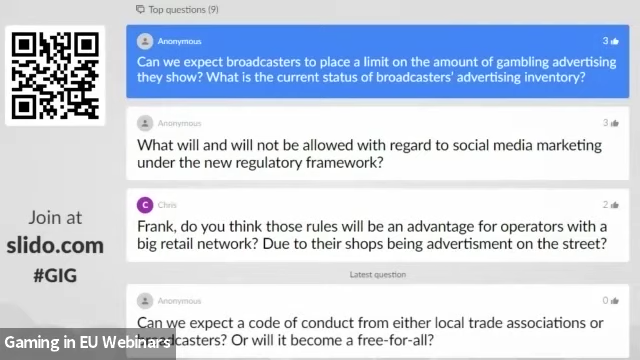 Top questions (9)
Anonymous
3
Can we expect broadcasters to place a limit on the amount of gambling advertising
they show? What is the current status of broadcasters' advertising inventory?
Anonymous
3
What will and will not be allowed with regard to social media marketing
under the new regulatory framework?
C
Chris
2
Frank, do you think those rules will be an advantage for operators with a
big retail network? Due to their shops being advertisment on the street?
Latest question
Anonymous
0
Can we expect a code of conduct from either local trade associations or
broadcasters? Or will it become a free-for-all?
Join at
slido.com
#GIG
Gaming in EU Webinars